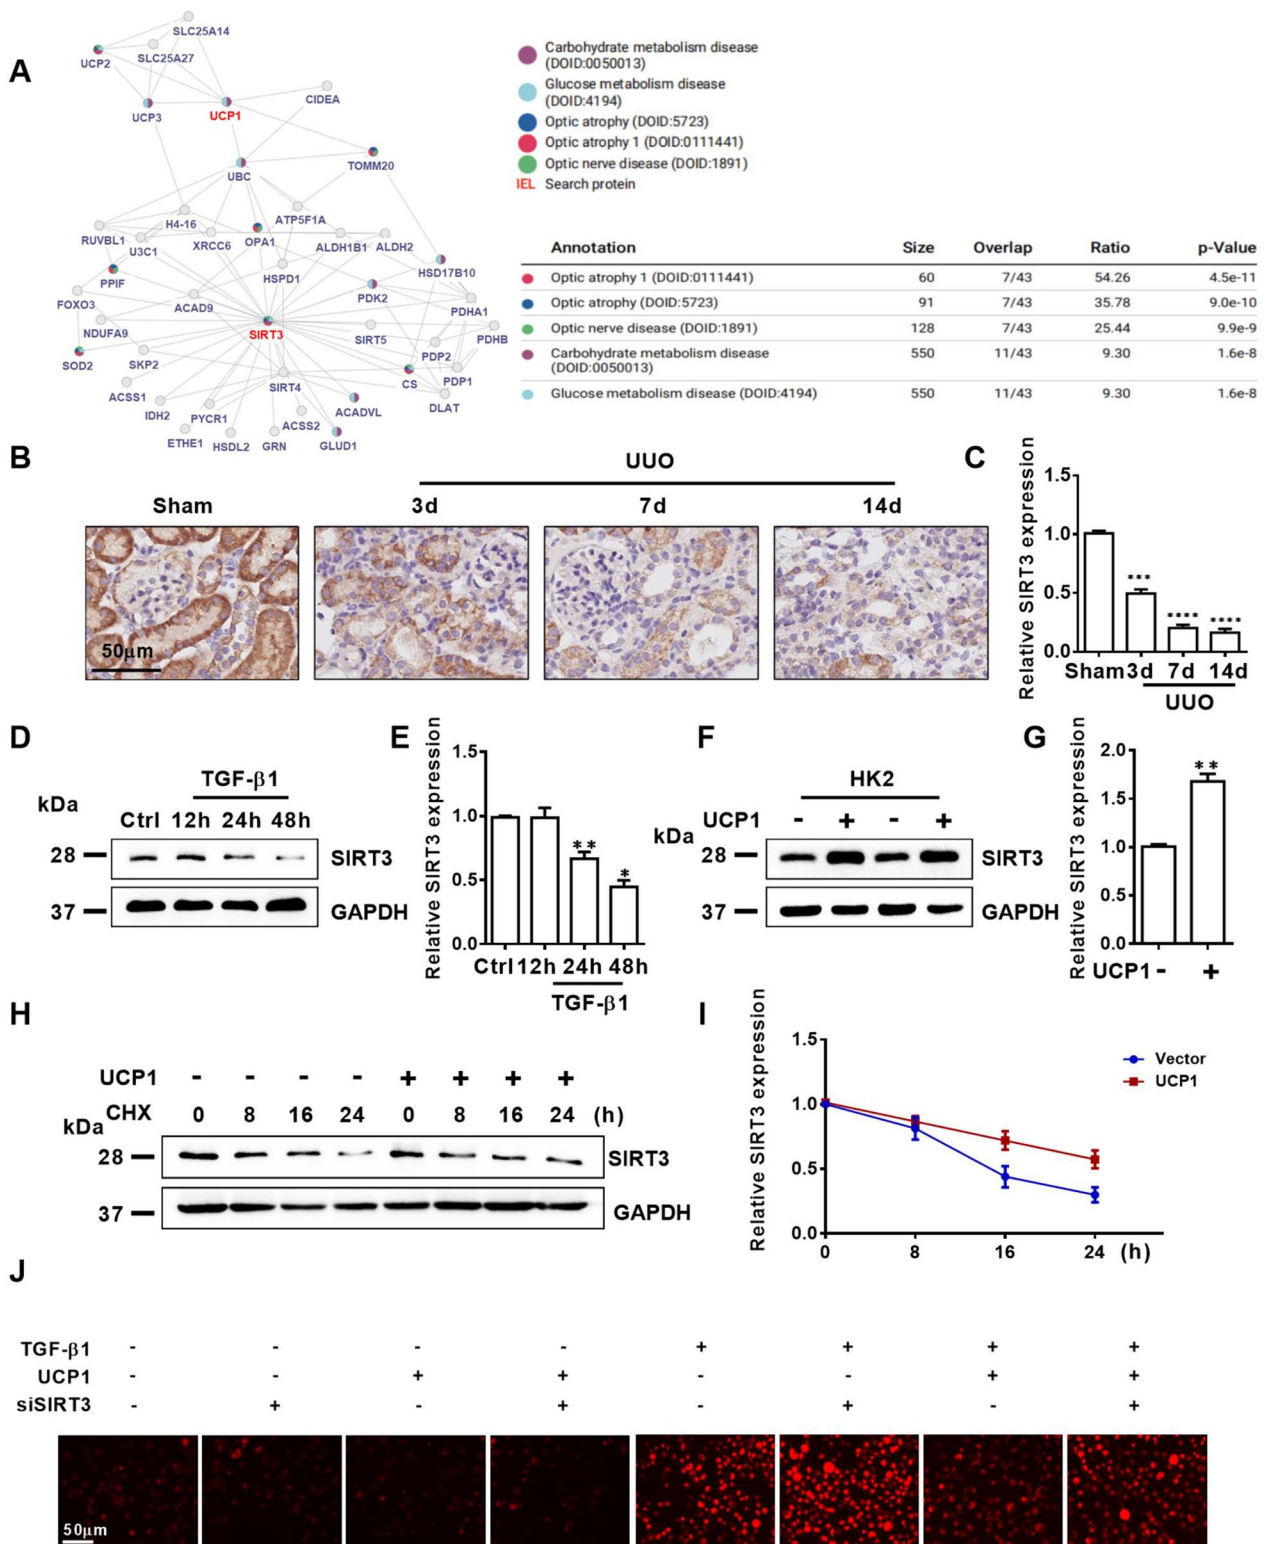 A
SLC25A14
UCP2
SLC25A27
UCP3
UCP1
CIDEA
UBC
TOMM20
H4-16
ATP5F1A
RUVBL1
U3C1
XRCC6
OPA1
ALDH1B1
ALDH2
HSPD1
HSD17B10
PPIF
FOXO3
ACAD9
PDK2
PDHA1
NDUFA9
SIRT3
SIRT5
PDHB
SOD2
SKP2
PDP2
PDP1
ACSS1
SIRT4
CS
IDH2
PYCR1
ACADVL
DLAT
ACSS2
ETHE1
HSDL2
GRN
GLUD1
Carbohydrate metabolism disease
(DOID:0050013)
Glucose metabolism disease
(DOID:4194)
Optic atrophy (DOID:5723)
Optic atrophy 1 (DOID:0111441)
Optic nerve disease (DOID:1891)
BEL Search protein
Annotation Size Overlap Ratio p-Value
Optic atrophy 1 (DOID:0111441) 60 7/43 54.26 4.5e-11
Optic atrophy (DOID:5723) 91 7/43 35.78 9.0e-10
Optic nerve disease (DOID:1891) 128 7/43 25.44 9.9e-9
Carbohydrate metabolism disease 550 11/43 9.30 1.6e-8
(DOID:0050013)
Glucose metabolism disease (DOID:4194) 550 11/43 9.30 1.6e-8
B
UUO
Sham 3d 7d 14d
50μm
C
Relative SIRT3 expression
1.5
1.0
0.5
0.0
***
****
****
Sham 3d 7d 14d
UUO
D
TGF-β1
kDa
Ctrl 12h 24h 48h
28 SIRT3
37 GAPDH
E
Relative SIRT3 expression
1.5
1.0
0.5
0.0
**
*
Ctrl 12h 24h 48h
TGF-β1
F
HK2
UCP1 - + - +
kDa
28 SIRT3
37 GAPDH
G
Relative SIRT3 expression
2.0
1.5
1.0
0.5
0.0
**
UCP1 - +
H
UCP1 - - - - + + + +
CHX 0 8 16 24 0 8 16 24 (h)
kDa
28 SIRT3
37 GAPDH
I
Relative SIRT3 expression
1.5
1.0
0.5
0.0
0 8 16 24 (h)
Vector
UCP1
J
TGF-β1 - - - - + + + +
UCP1 - - + + - - + +
siSIRT3 - + - + - + - +
50μm